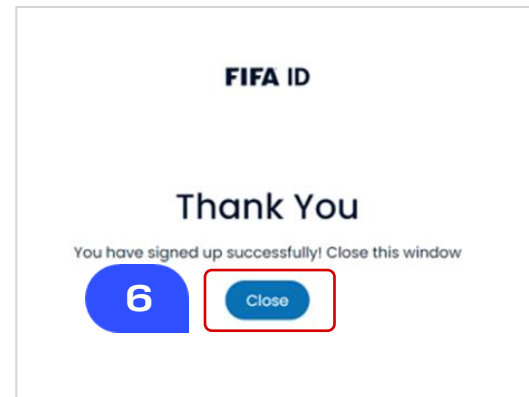 FIFA ID
Thank You
You have signed up successfully! Close this window
6
Close